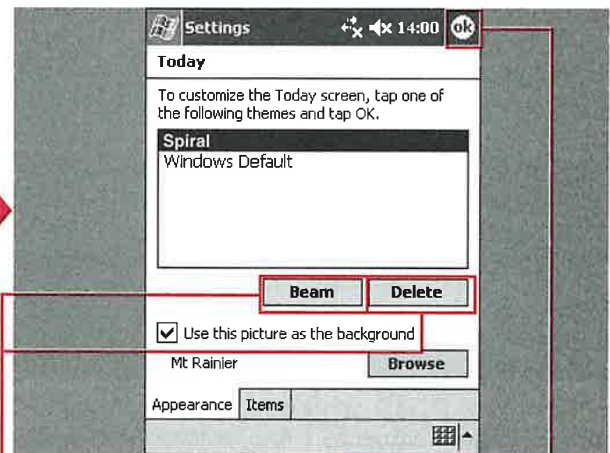 Settings 14:00 ok
Today
To customize the Today screen, tap one of
the following themes and tap OK.
Spiral
Windows Default
Beam Delete
Use this picture as the background
Mt Rainier Browse
Appearance Items